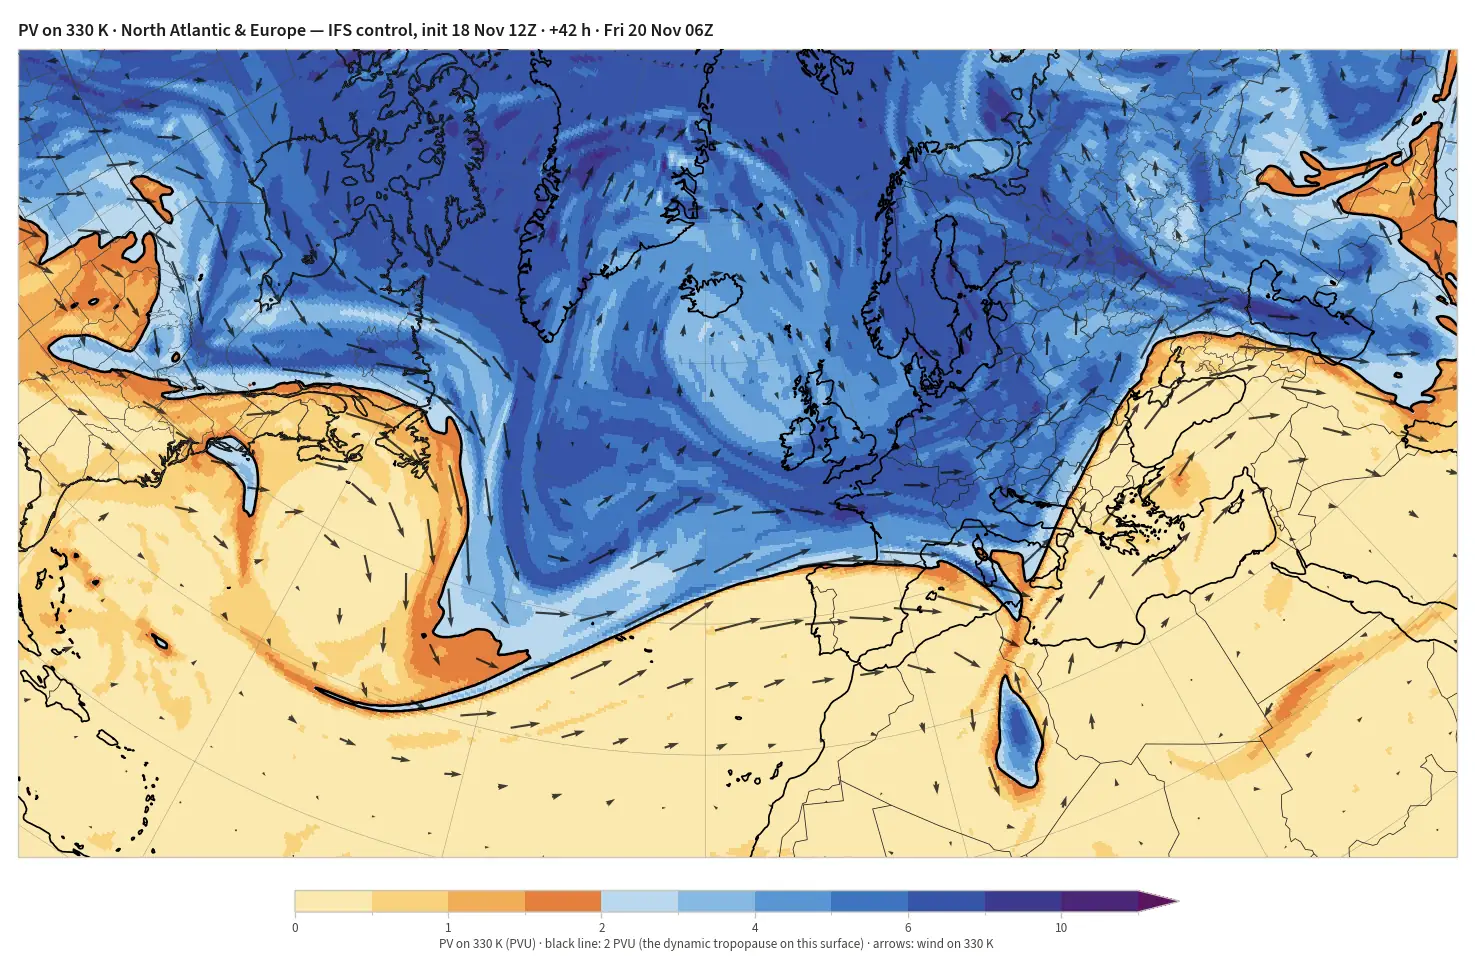 PV on 330 K · North Atlantic & Europe — IFS control, init 18 Nov 12Z · +42 h · Fri 20 Nov 06Z
0 1 2 4 6 10
PV on 330 K (PVU) · black line: 2 PVU (the dynamic tropopause on this surface) · arrows: wind on 330 K